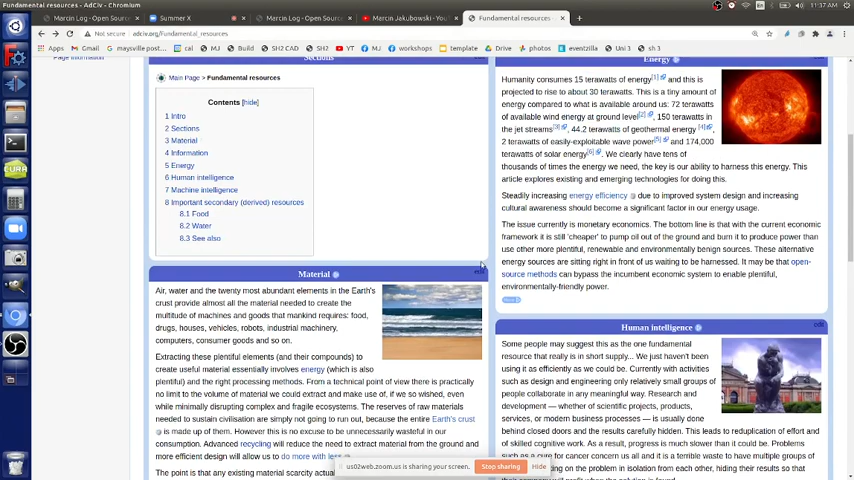 Fundamental resources - AdCiv - Chromium
11:37 AM
Marcin Log - Open Sourc
Summer X
Marcin Log - Open Sourc
Marcin Jakubowski - You
Fundamental resources
Not secure
adciv.org/Fundamental_resources
Apps
Gmail
maysville post...
cal
MJ
Build
SH2 CAD
SH2
YT
MJ
workshops
template
Drive
photos
eventzilla
Uni 3
sh 3
Page information
Sections
Main Page > Fundamental resources
Contents [hide]
1 Intro
2 Sections
3 Material
4 Information
5 Energy
6 Human intelligence
7 Machine intelligence
8 Important secondary (derived) resources
8.1 Food
8.2 Water
8.3 See also
Material
edit
Air, water and the twenty most abundant elements in the Earth's
crust provide almost all the material needed to create the
multitude of machines and goods that mankind requires: food,
drugs, houses, vehicles, robots, industrial machinery,
computers, consumer goods and so on.
Extracting these plentiful elements (and their compounds) to
create useful material essentially involves energy (which is also
plentiful) and the right processing methods. From a technical point of view there is practically
no limit to the volume of material we could extract and make use of, if we so wished, even
while minimally disrupting complex and fragile ecosystems. The reserves of raw materials
needed to sustain civilisation are simply not going to run out, because the entire Earth's crust
is made up of them. However this is no excuse to be unnecessarily wasteful in our
consumption. Advanced recycling will reduce the need to extract material from the ground and
more efficient design will allow us to do more with less
The point is that any existing material scarcity actual
Energy
Humanity consumes 15 terawatts of energy[1] and this is
projected to rise to about 30 terawatts. This is a tiny amount of
energy compared to what is available around us: 72 terawatts
of available wind energy at ground level[2], 150 terawatts in
the jet streams[3], 44.2 terawatts of geothermal energy [4],
2 terawatts of easily-exploitable wave power[5] and 174,000
terawatts of solar energy[6]. We clearly have tens of
thousands of times the energy we need, the key is our ability to harness this energy. This
article explores existing and emerging technologies for doing this.
Steadily increasing energy efficiency due to improved system design and increasing
cultural awareness should become a significant factor in our energy usage.
The issue currently is monetary economics. The bottom line is that with the current economic
framework it is still 'cheaper' to pump oil out of the ground and burn it to produce power than
use other more plentiful, renewable and environmentally benign sources. These alternative
energy sources are sitting right in front of us waiting to be harnessed. It may be that open-
source methods can bypass the incumbent economic system to enable plentiful,
environmentally-friendly power.
Human intelligence
edit
Some people may suggest this as the one fundamental
resource that really is in short supply... We just haven't been
using it as efficiently as we could be. Currently with activities
such as design and engineering only relatively small groups of
people collaborate in any meaningful way. Research and
development — whether of scientific projects, products,
services, or modern business processes — is usually done
behind closed doors and the results carefully hidden. This leads to reduplication of effort and
of skilled cognitive work. As a result, progress is much slower than it could be. Problems
such as a cure for cancer concern us all and it is a terrible waste to have multiple groups of
on the problem in isolation from each other, hiding their results so that
us02web.zoom.us is sharing your screen.
Stop sharing
Hide